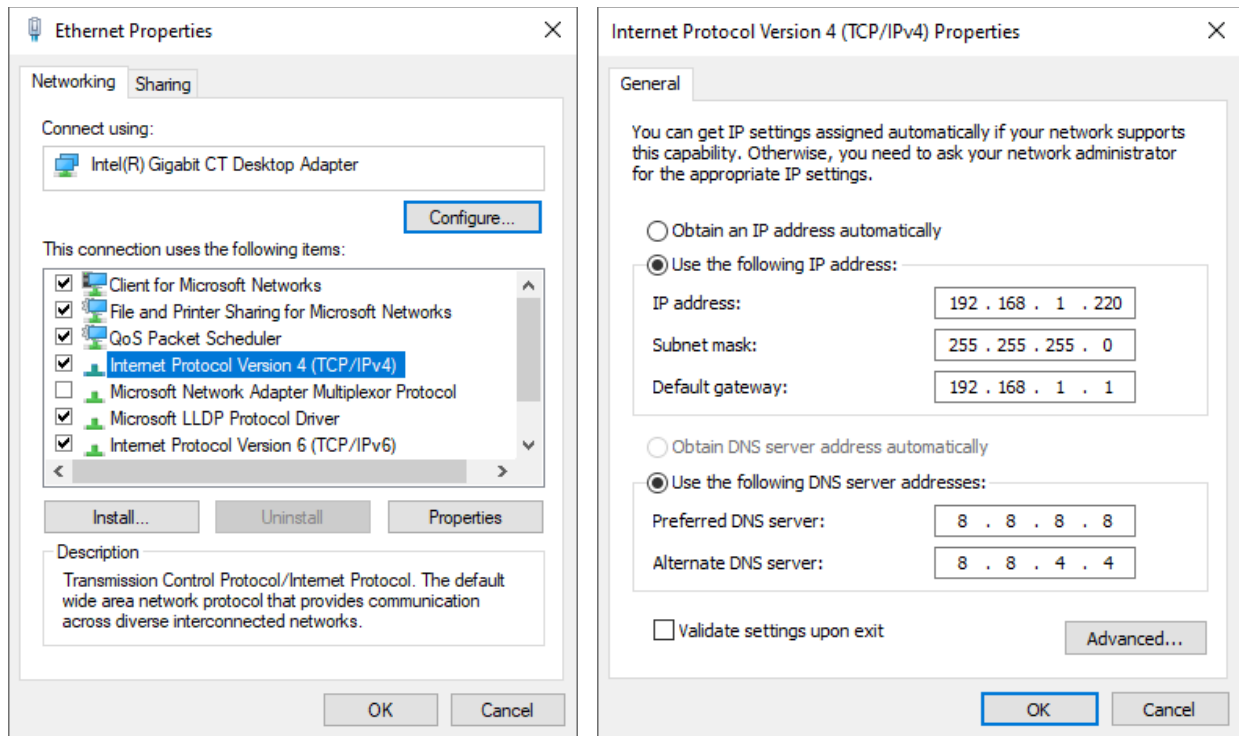 Ethernet Properties
Networking
Sharing
Connect using:
Intel(R) Gigabit CT Desktop Adapter
Configure...
This connection uses the following items:
Client for Microsoft Networks
File and Printer Sharing for Microsoft Networks
QoS Packet Scheduler
Internet Protocol Version 4 (TCP/IPv4)
Microsoft Network Adapter Multiplexor Protocol
Microsoft LLDP Protocol Driver
Internet Protocol Version 6 (TCP/IPv6)
Install...
Uninstall
Properties
Description
Transmission Control Protocol/Internet Protocol. The default
wide area network protocol that provides communication
across diverse interconnected networks.
OK
Cancel
Internet Protocol Version 4 (TCP/IPv4) Properties
General
You can get IP settings assigned automatically if your network supports
this capability. Otherwise, you need to ask your network administrator
for the appropriate IP settings.
Obtain an IP address automatically
Use the following IP address:
IP address: 192 . 168 . 1 . 220
Subnet mask: 255 . 255 . 255 . 0
Default gateway: 192 . 168 . 1 . 1
Obtain DNS server address automatically
Use the following DNS server addresses:
Preferred DNS server: 8 . 8 . 8 . 8
Alternate DNS server: 8 . 8 . 4 . 4
Validate settings upon exit
Advanced...
OK
Cancel